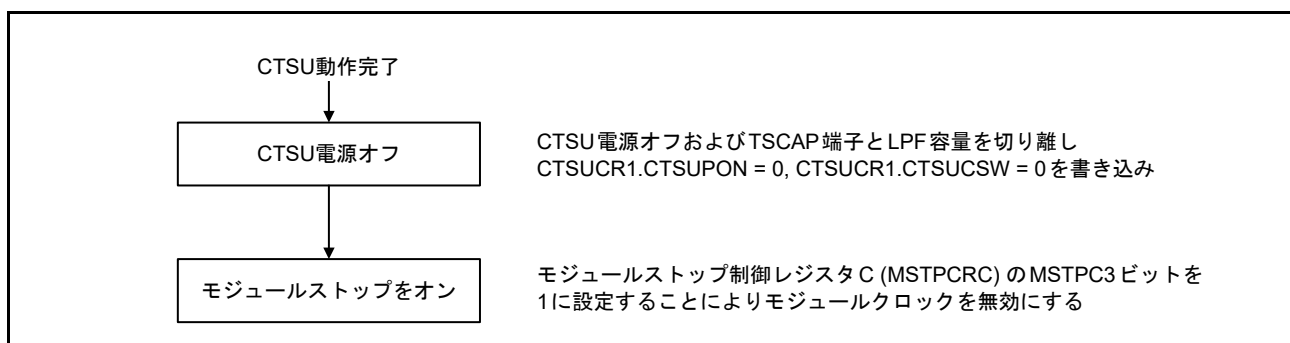 CTSU動作完了
CTSU電源オフ
CTSU電源オフおよびTSCAP端子とLPF容量を切り離し
CTSUCR1.CTSUPON = 0, CTSUCR1.CTSUCSW = 0を書き込み
モジュールストップをオン
モジュールストップ制御レジスタC (MSTPCRC) のMSTPC3ビットを
1に設定することによりモジュールクロックを無効にする